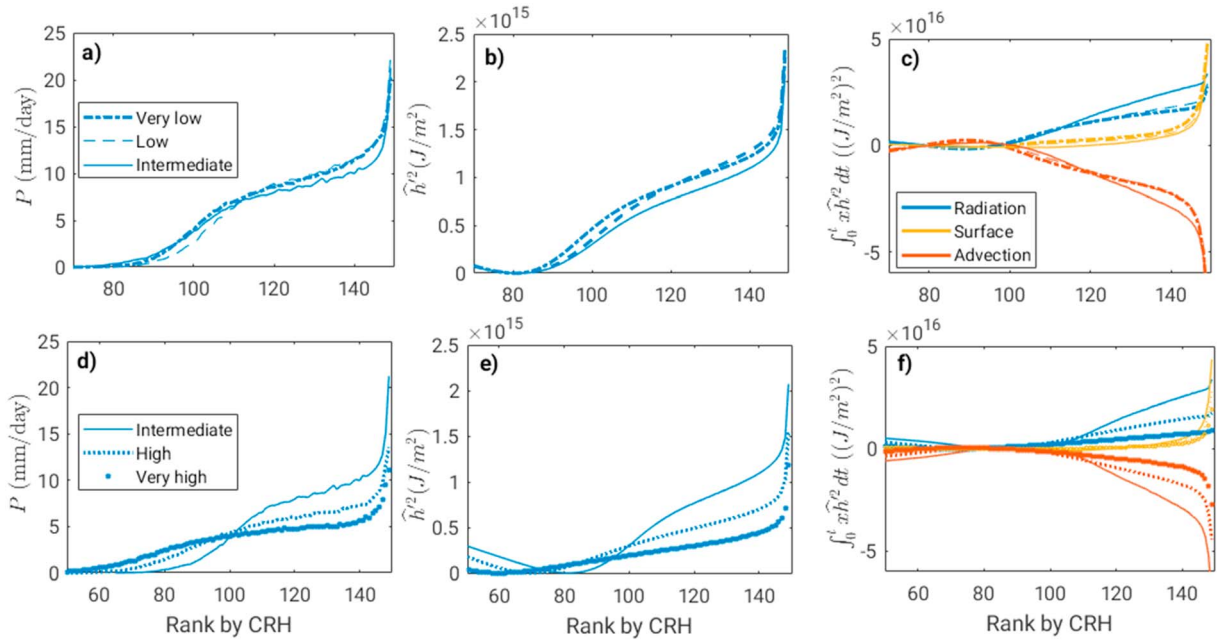 a)
P (mm/day)
25
20
15
10
5
0
80
100
120
140
Very low
Low
Intermediate
b)
×10^15
ĥ'^2 (J/m^2)
2.5
2
1.5
1
0.5
0
80
100
120
140
c)
×10^16
∫_0^t xĥ'^2 dt ((J/m^2)^2)
5
0
-5
80
100
120
140
Radiation
Surface
Advection
d)
P (mm/day)
25
20
15
10
5
0
60
80
100
120
140
Rank by CRH
Intermediate
High
Very high
e)
×10^15
ĥ'^2 (J/m^2)
2.5
2
1.5
1
0.5
0
60
80
100
120
140
Rank by CRH
f)
×10^16
∫_0^t xĥ'^2 dt ((J/m^2)^2)
5
0
-5
60
80
100
120
140
Rank by CRH